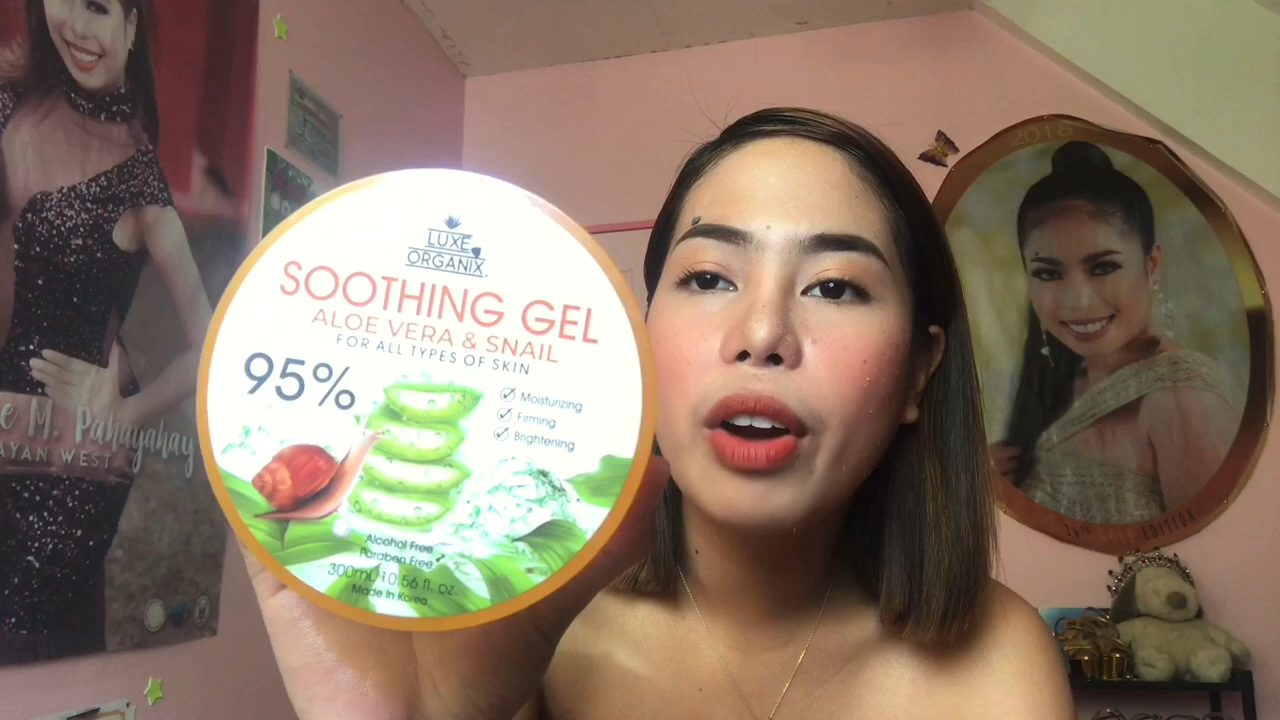 LUXE
ORGANIX
SOOTHING GEL
ALOE VERA & SNAIL
FOR ALL TYPES OF SKIN
95%
Moisturizing
Firming
Brightening
Alcohol Free
Paraben Free
300mL/10.56 fl. oz.
Made in Korea
e M. Pahayahay
AYAN WEST
2018
EDITION